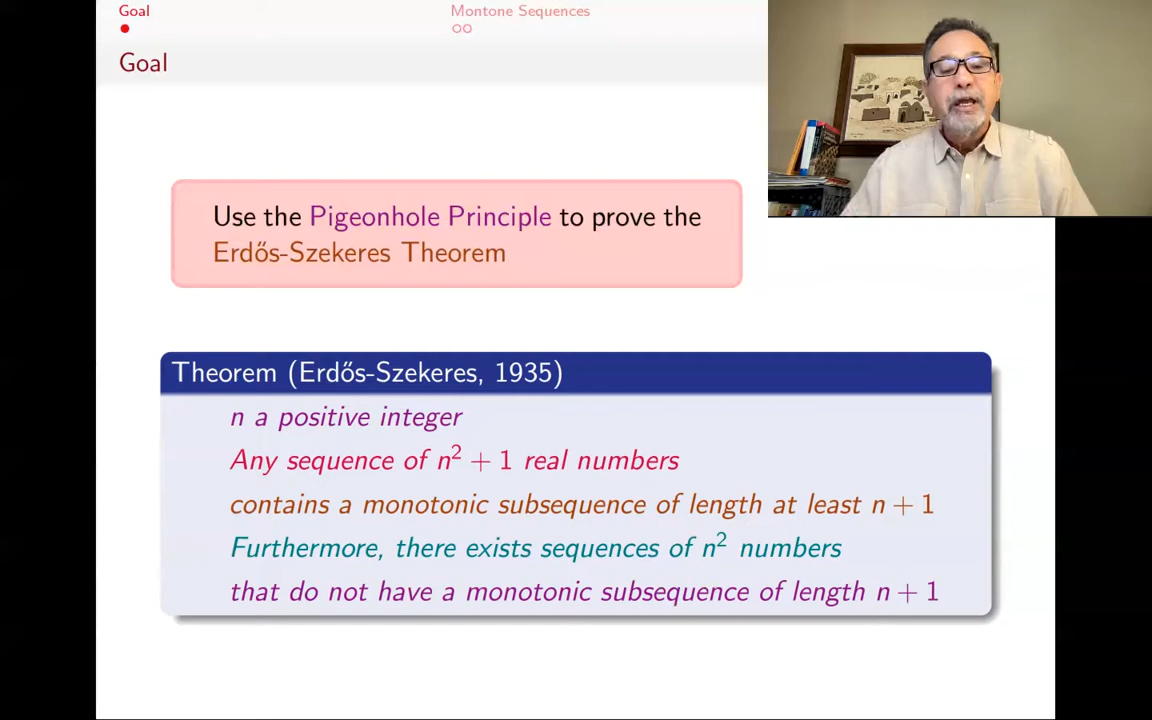 Goal
Montone Sequences
Goal
Use the Pigeonhole Principle to prove the
Erdős-Szekeres Theorem
Theorem (Erdős-Szekeres, 1935)
n a positive integer
Any sequence of n² + 1 real numbers
contains a monotonic subsequence of length at least n + 1
Furthermore, there exists sequences of n² numbers
that do not have a monotonic subsequence of length n + 1